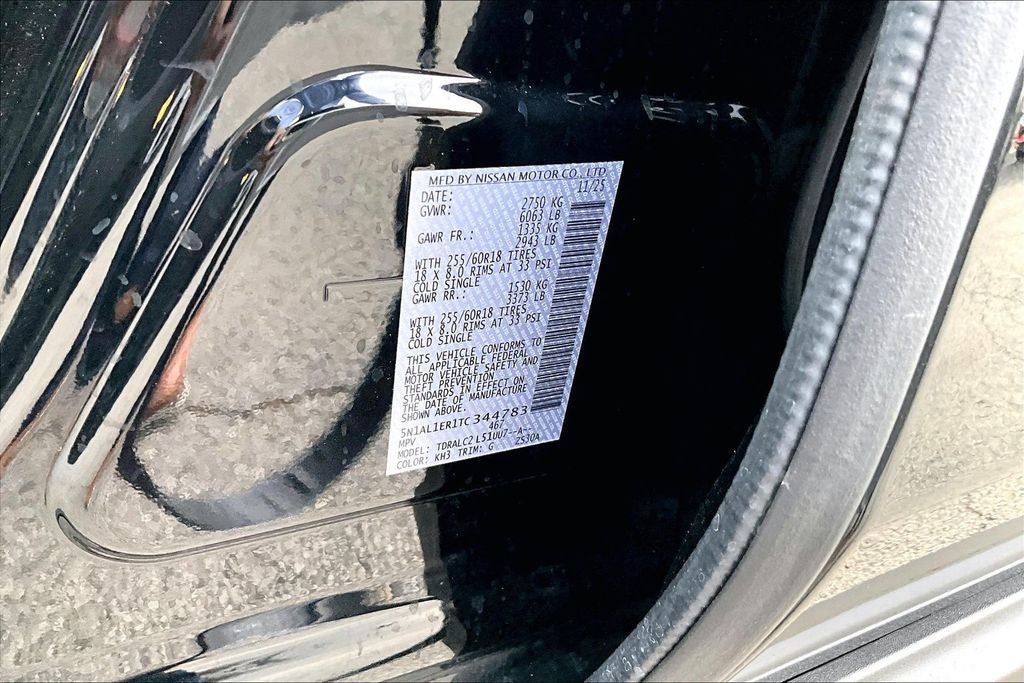 MFD BY NISSAN MOTOR CO., LTD
DATE: 11/25
GVWR: 2750 KG
6063 LB
GAWR FR.: 1335 KG
2943 LB
WITH 255/60R18 TIRES
18 X 8.0 RIMS AT 33 PSI
COLD SINGLE
GAWR RR.: 1530 KG
3373 LB
WITH 255/60R18 TIRES
18 X 8.0 RIMS AT 33 PSI
COLD SINGLE
THIS VEHICLE CONFORMS TO
ALL APPLICABLE FEDERAL
MOTOR VEHICLE SAFETY AND
THEFT PREVENTION
STANDARDS IN EFFECT ON
THE DATE OF MANUFACTURE
SHOWN ABOVE.
5N1AL1ER1TC344783
MPV 467
MODEL: TDRALC2 L51UU7--A--
COLOR: KH3 TRIM: G 2S30A